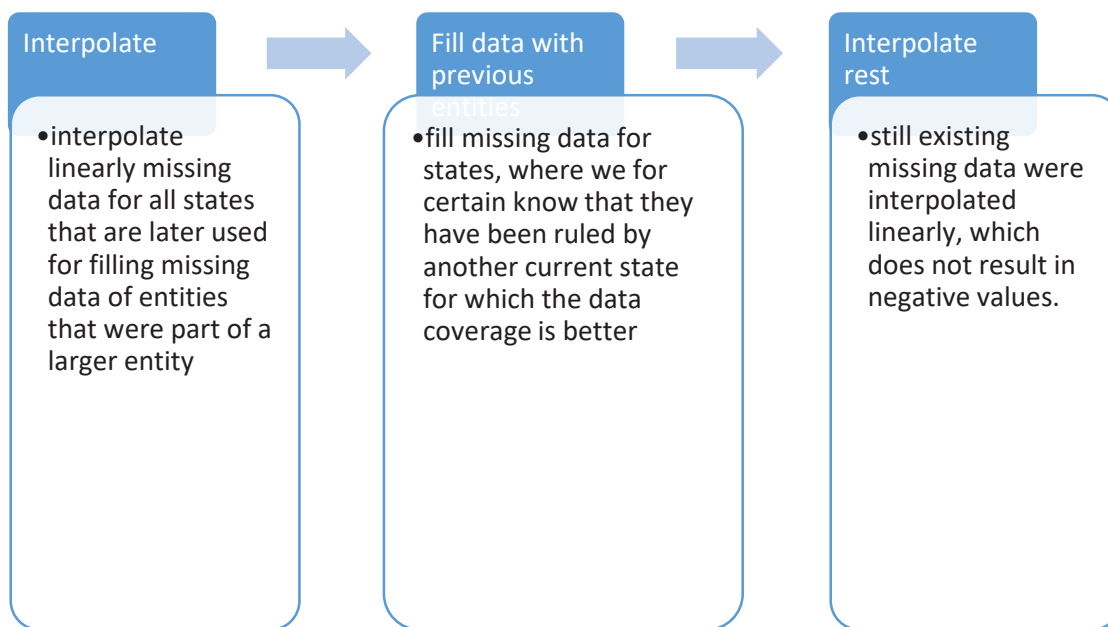 Interpolate
•interpolate
linearly missing
data for all states
that are later used
for filling missing
data of entities
that were part of a
larger entity
Fill data with
previous
entities
•fill missing data for
states, where we for
certain know that they
have been ruled by
another current state
for which the data
coverage is better
Interpolate
rest
•still existing
missing data were
interpolated
linearly, which
does not result in
negative values.